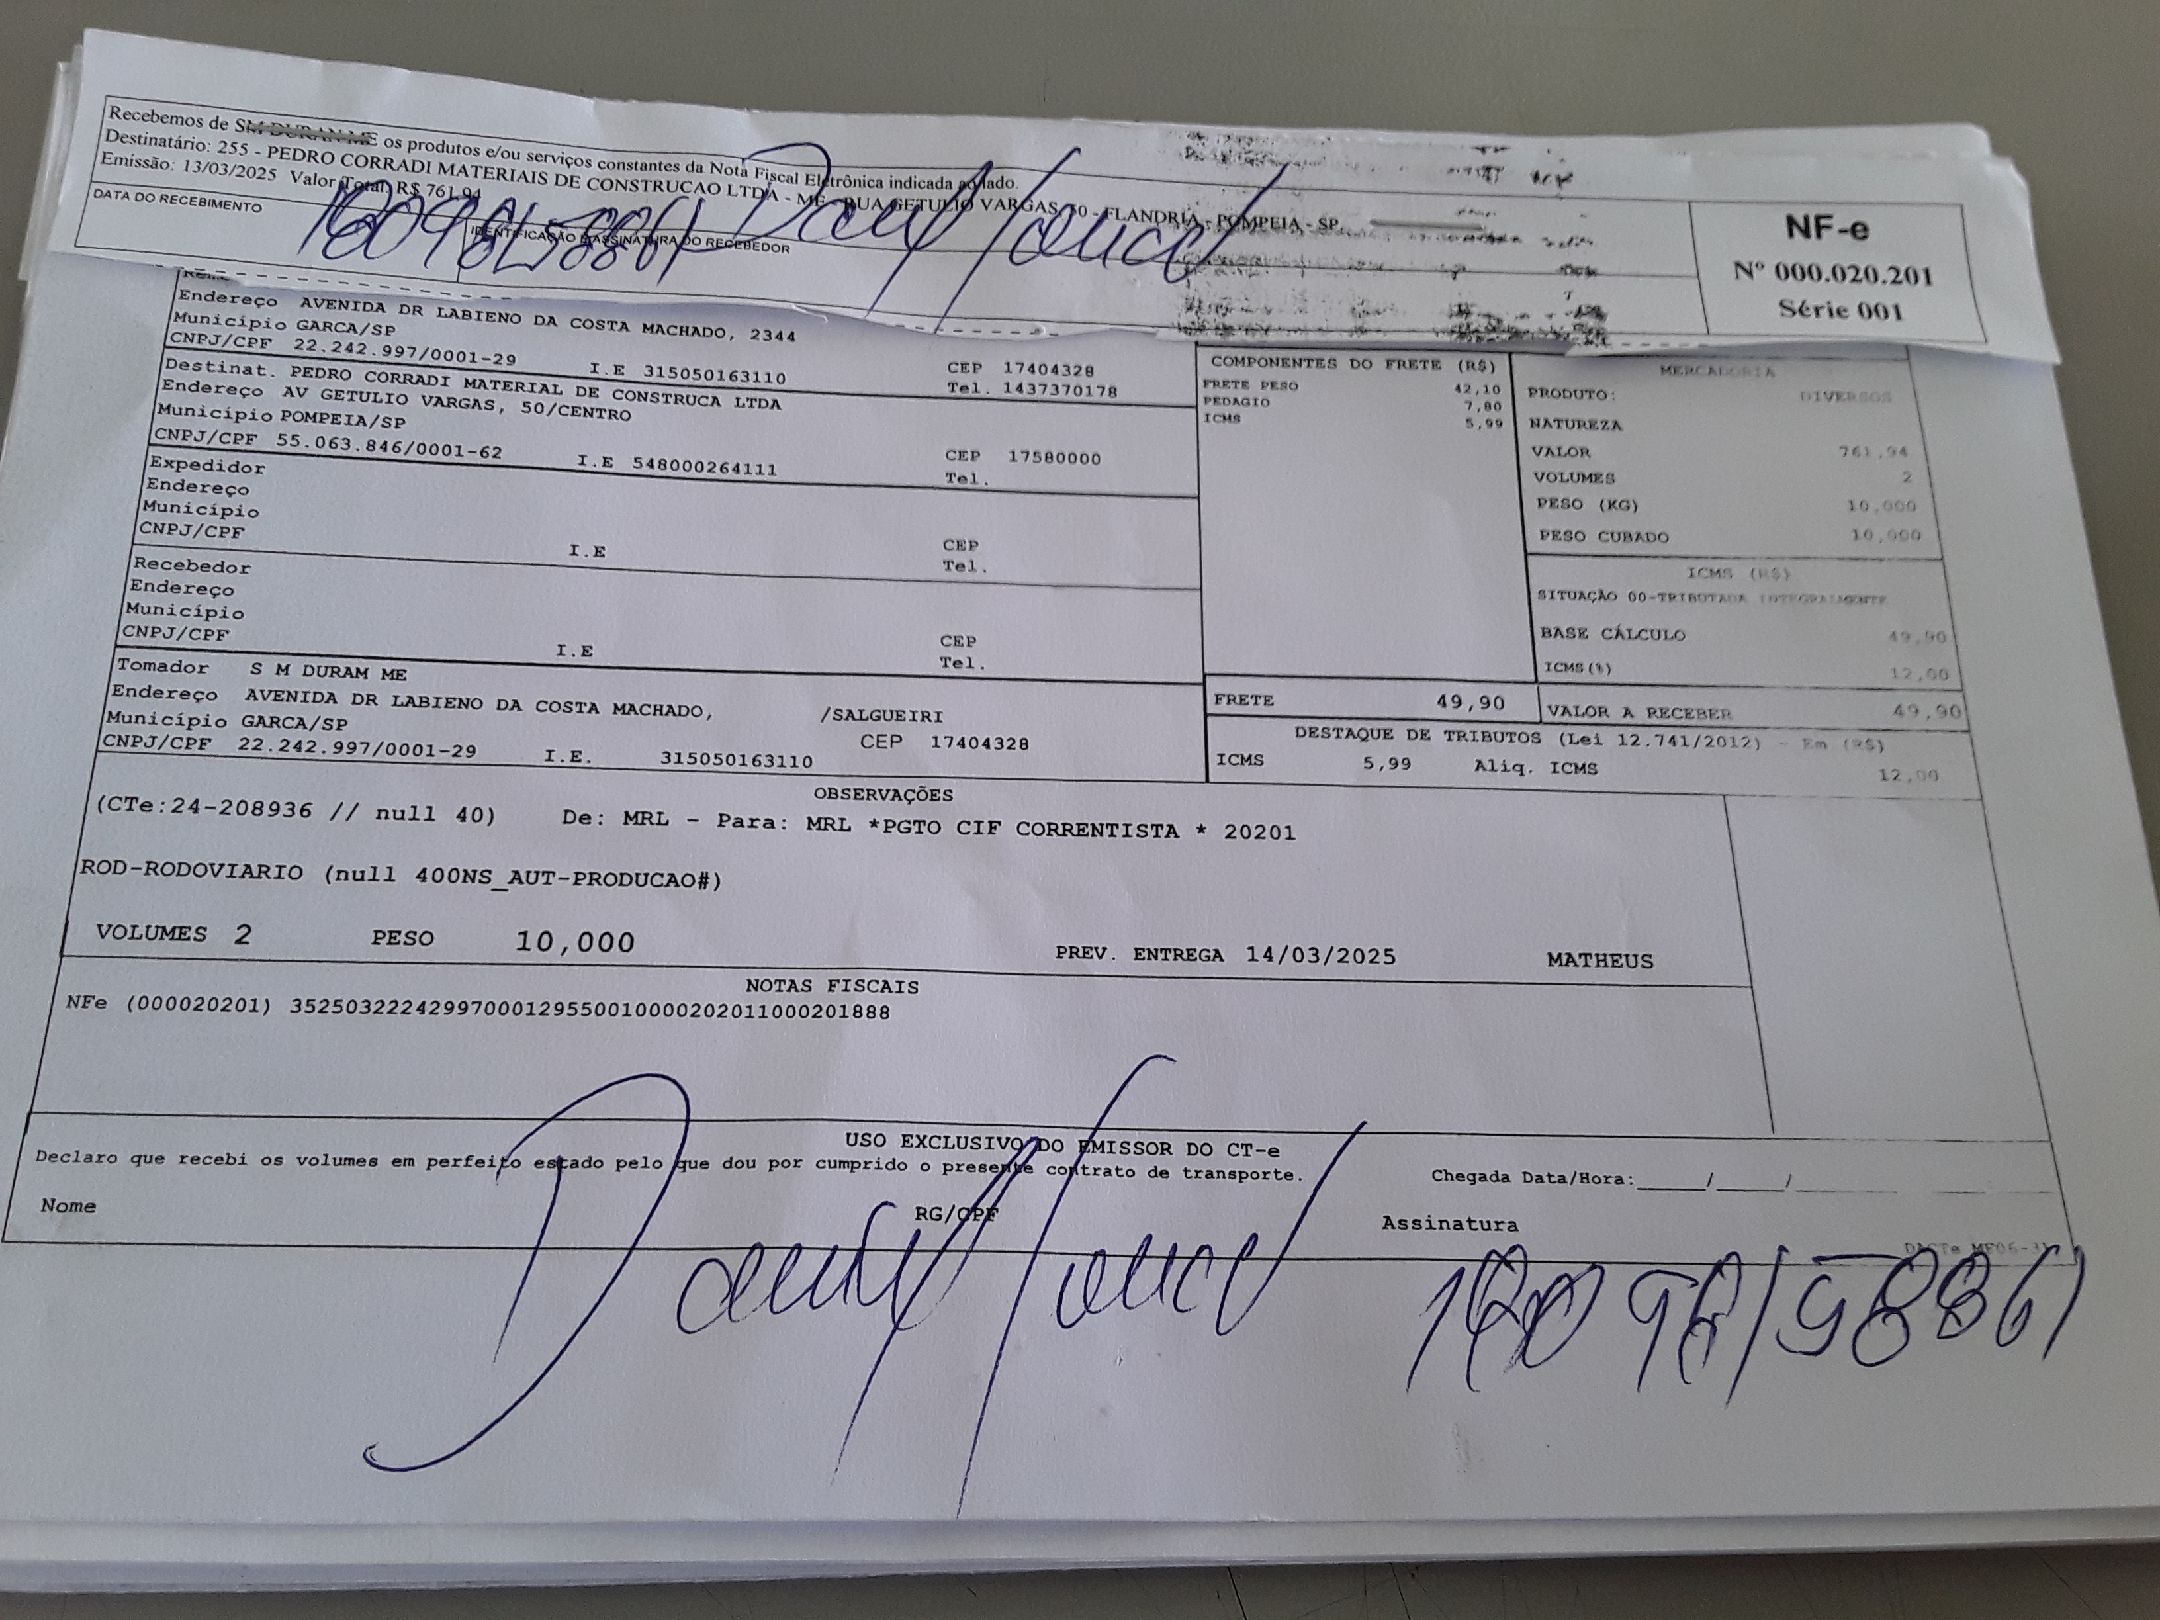 Recebemos de SM DURAN ME os produtos e/ou serviços constantes da Nota Fiscal Eletrônica indicada ao lado.
Destinatário: 255 - PEDRO CORRADI MATERIAIS DE CONSTRUCAO LTDA - ME - RUA GETULIO VARGAS, 50 - FLANDRIA - POMPEIA - SP
Emissão: 13/03/2025 Valor Total: R$ 761,94
DATA DO RECEBIMENTO
IDENTIFICAÇÃO E ASSINATURA DO RECEBEDOR
NF-e
Nº 000.020.201
Série 001
Endereço AVENIDA DR LABIENO DA COSTA MACHADO, 2344
Município GARCA/SP
CNPJ/CPF 22.242.997/0001-29 I.E 315050163110
CEP 17404328
Tel. 1437370178
Destinat. PEDRO CORRADI MATERIAL DE CONSTRUCA LTDA
Endereço AV GETULIO VARGAS, 50/CENTRO
Município POMPEIA/SP
CNPJ/CPF 55.063.846/0001-62 I.E 548000264111
CEP 17580000
Tel.
Expedidor
Endereço
Município
CNPJ/CPF I.E
CEP
Tel.
Recebedor
Endereço
Município
CNPJ/CPF I.E
CEP
Tel.
Tomador S M DURAM ME
Endereço AVENIDA DR LABIENO DA COSTA MACHADO, /SALGUEIRI
Município GARCA/SP CEP 17404328
CNPJ/CPF 22.242.997/0001-29 I.E. 315050163110
COMPONENTES DO FRETE (R$)
FRETE PESO 42,10
PEDAGIO 7,80
ICMS 5,99
MERCADORIA
PRODUTO: DIVERSOS
NATUREZA
VALOR 761,94
VOLUMES 2
PESO (KG) 10,000
PESO CUBADO 10,000
ICMS (R$)
SITUAÇÃO 00-TRIBUTADA INTEGRALMENTE
BASE CÁLCULO 49,90
ICMS(%) 12,00
FRETE 49,90
VALOR A RECEBER 49,90
DESTAQUE DE TRIBUTOS (Lei 12.741/2012) - Em (R$)
ICMS 5,99 Aliq. ICMS 12,00
OBSERVAÇÕES
(CTe:24-208936 // null 40) De: MRL - Para: MRL *PGTO CIF CORRENTISTA * 20201
ROD-RODOVIARIO (null 400NS_AUT-PRODUCAO#)
VOLUMES 2 PESO 10,000 PREV. ENTREGA 14/03/2025 MATHEUS
NOTAS FISCAIS
NFe (000020201) 35250322242997000129550010000202011000201888
USO EXCLUSIVO DO EMISSOR DO CT-e
Declaro que recebi os volumes em perfeito estado pelo que dou por cumprido o presente contrato de transporte.
Chegada Data/Hora:_____/_____/_______
Nome RG/CPF Assinatura